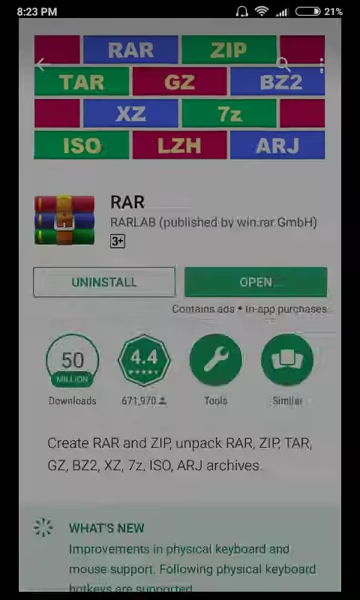 8:23 PM
21%
RAR ZIP
TAR GZ BZ2
XZ 7z
ISO LZH ARJ
RAR
RARLAB (published by win.rar GmbH)
3+
UNINSTALL
OPEN
Contains ads • In-app purchases
50
MILLION
4.4
Downloads
671,970
Tools
Similar
Create RAR and ZIP, unpack RAR, ZIP, TAR,
GZ, BZ2, XZ, 7z, ISO, ARJ archives.
WHAT'S NEW
Improvements in physical keyboard and
mouse support. Following physical keyboard
hotkeys are supported